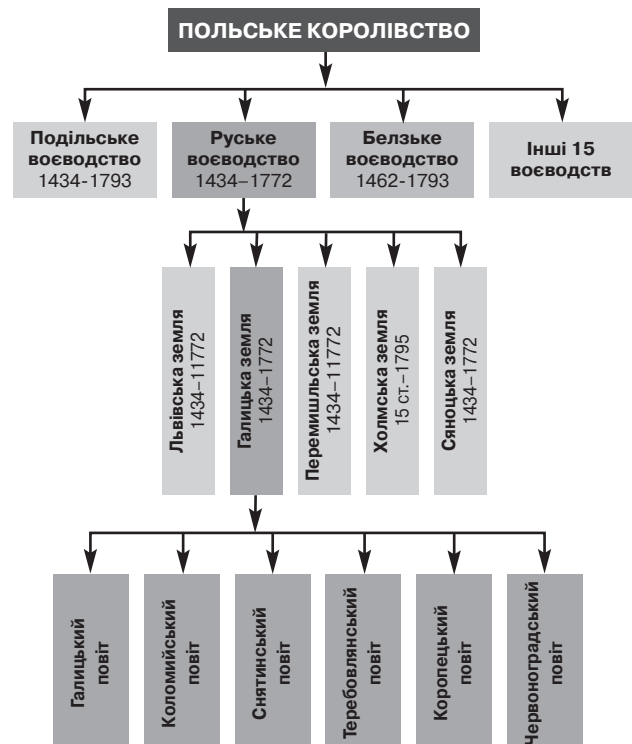 ПОЛЬСЬКЕ КОРОЛІВСТВО
Подільське
воєводство
1434-1793
Руське
воєводство
1434–1772
Белзьке
воєводство
1462-1793
Інші 15
воєводств
Львівська земля
1434–11772
Галицька земля
1434–1772
Перемишльська земля
1434–11772
Холмська земля
15 ст.–1795
Сяноцька земля
1434–1772
Галицький
повіт
Коломийський
повіт
Снятинський
повіт
Теребовлянський
повіт
Коропецький
повіт
Червоноградський
повіт